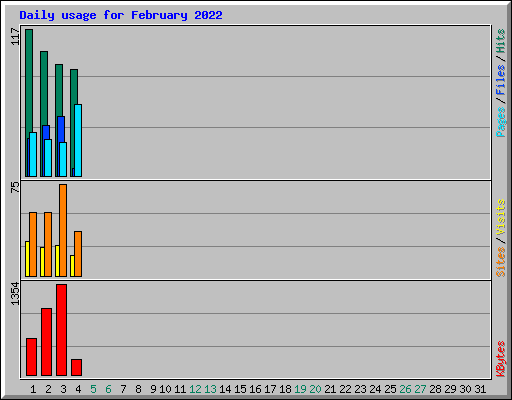 Daily usage for February 2022
117
Pages / Files / Hits
75
Sites / Visits
1354
KBytes
1 2 3 4 5 6 7 8 9 10 11 12 13 14 15 16 17 18 19 20 21 22 23 24 25 26 27 28 29 30 31